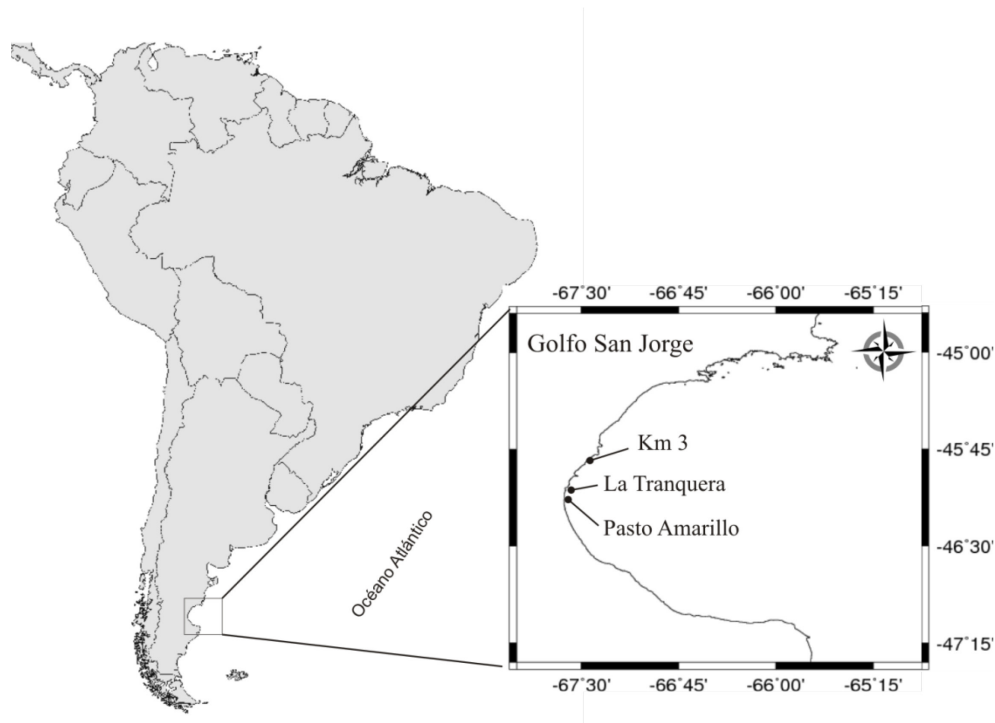 -67°30' -66°45' -66°00' -65°15'
Golfo San Jorge
-45°00'
Km 3
-45°45'
La Tranquera
Pasto Amarillo
-46°30'
Océano Atlántico
-47°15'
-67°30' -66°45' -66°00' -65°15'